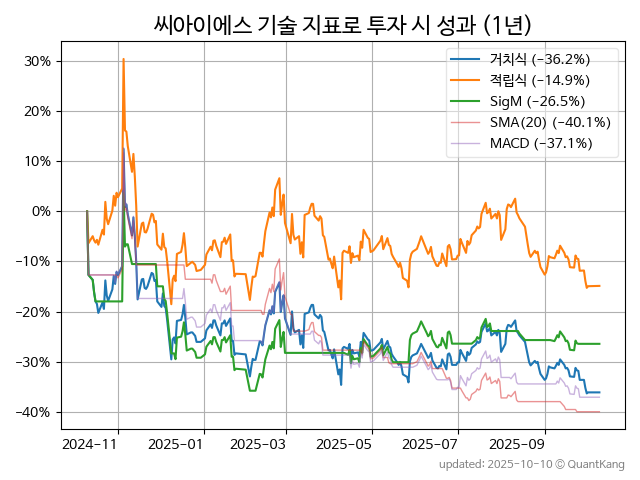 씨아이에스 기술 지표로 투자 시 성과 (1년)
거치식 (−36.2%)
적립식 (−14.9%)
SigM (−26.5%)
SMA(20) (−40.1%)
MACD (−37.1%)
30%
20%
10%
0%
−10%
−20%
−30%
−40%
2024−11 2025−01 2025−03 2025−05 2025−07 2025−09
updated: 2025-10-10 © QuantKang